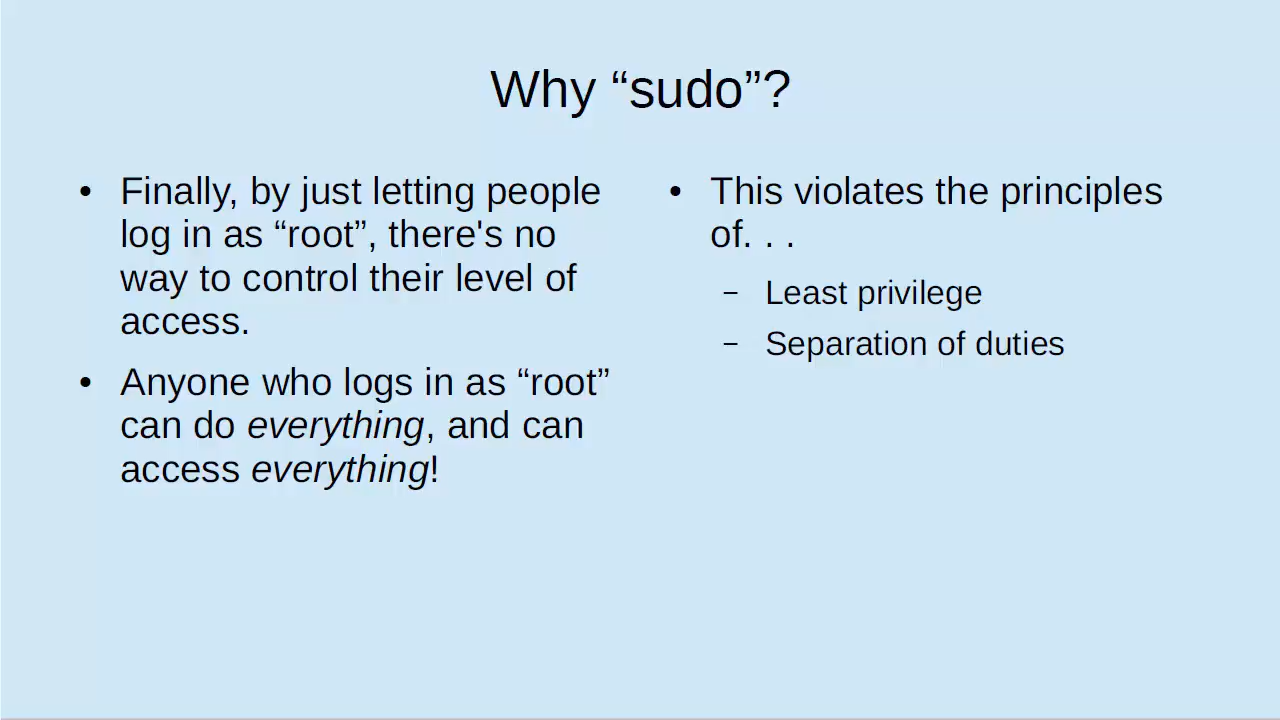 Why “sudo”?
• Finally, by just letting people
log in as “root”, there's no
way to control their level of
access.
• Anyone who logs in as “root”
can do everything, and can
access everything!
• This violates the principles
of. . .
– Least privilege
– Separation of duties